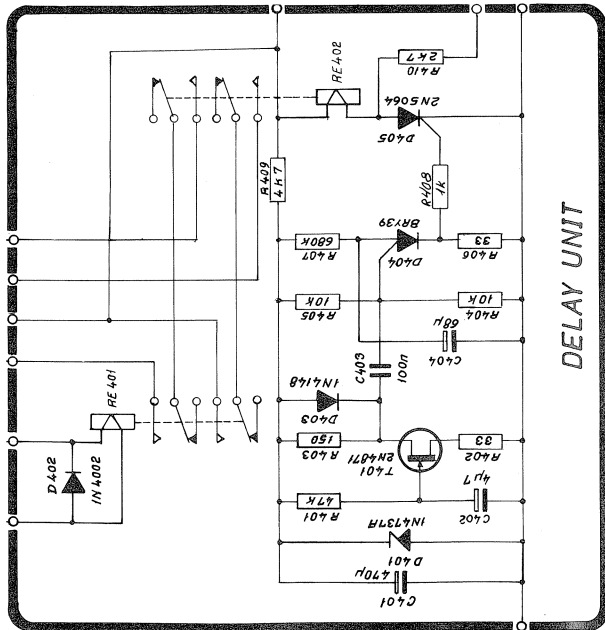 RE402
2k7
R410
2N5064
D405
R409
4k7
R408
1k
680k
R407
BRY39
D404
33
R406
10k
R405
10k
R404
68µ
C404
C403
100n
RE401
1N4148
D403
150
R403
2N4871
T401
33
R402
D402
1N4002
47k
R401
4µ7
C402
1N4737A
D401
470µ
C401
DELAY UNIT